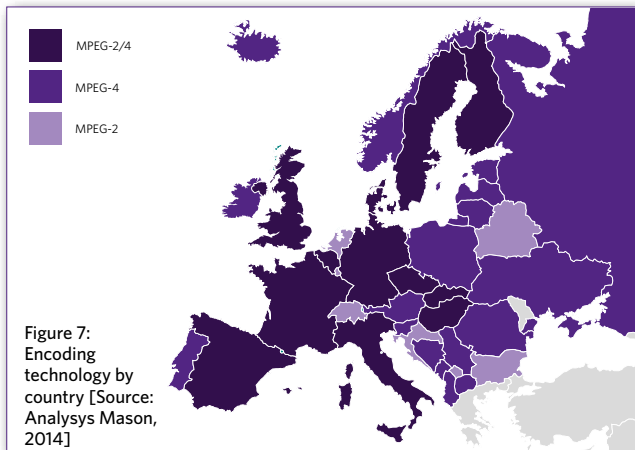 MPEG-2/4
MPEG-4
MPEG-2
Figure 7:
Encoding
technology by
country [Source:
Analysys Mason,
2014]